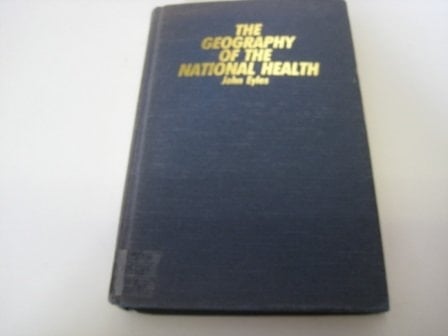 THE
GEOGRAPHY
OF THE
NATIONAL HEALTH
John Eyles